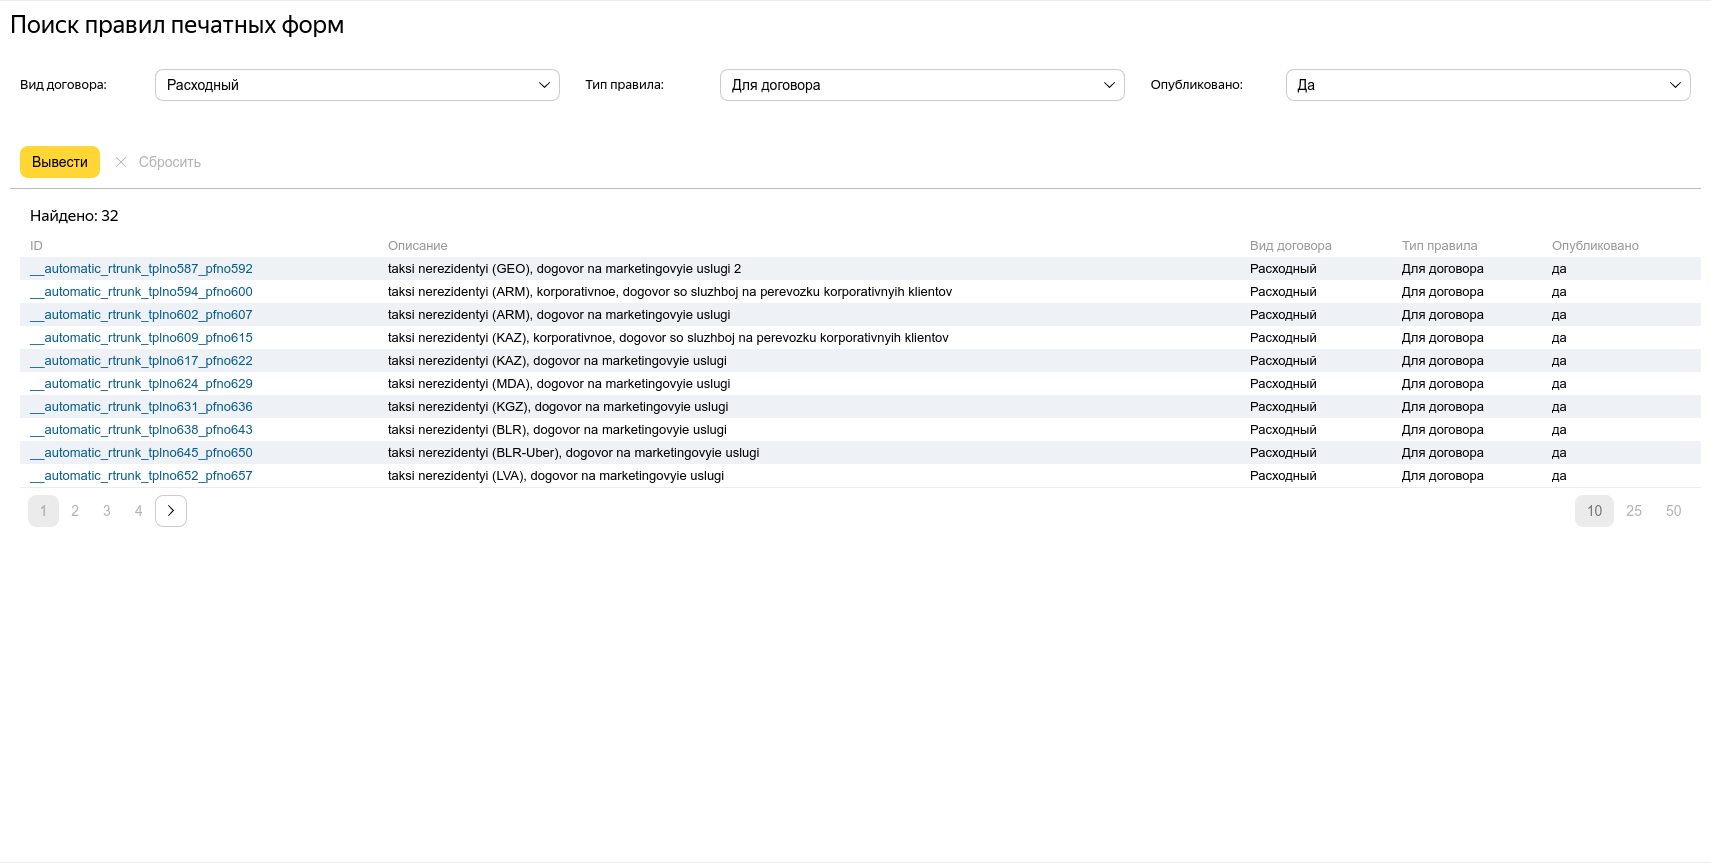 Поиск правил печатных форм
Вид договора: Расходный Тип правила: Для договора Опубликовано: Да
Вывести Сбросить
Найдено: 32
ID Описание Вид договора Тип правила Опубликовано
__automatic_rtrunk_tplno587_pfno592 taksi nerezidentyi (GEO), dogovor na marketingovyie uslugi 2 Расходный Для договора да
__automatic_rtrunk_tplno594_pfno600 taksi nerezidentyi (ARM), korporativnoe, dogovor so sluzhboj na perevozku korporativnyih klientov Расходный Для договора да
__automatic_rtrunk_tplno602_pfno607 taksi nerezidentyi (ARM), dogovor na marketingovyie uslugi Расходный Для договора да
__automatic_rtrunk_tplno609_pfno615 taksi nerezidentyi (KAZ), korporativnoe, dogovor so sluzhboj na perevozku korporativnyih klientov Расходный Для договора да
__automatic_rtrunk_tplno617_pfno622 taksi nerezidentyi (KAZ), dogovor na marketingovyie uslugi Расходный Для договора да
__automatic_rtrunk_tplno624_pfno629 taksi nerezidentyi (MDA), dogovor na marketingovyie uslugi Расходный Для договора да
__automatic_rtrunk_tplno631_pfno636 taksi nerezidentyi (KGZ), dogovor na marketingovyie uslugi Расходный Для договора да
__automatic_rtrunk_tplno638_pfno643 taksi nerezidentyi (BLR), dogovor na marketingovyie uslugi Расходный Для договора да
__automatic_rtrunk_tplno645_pfno650 taksi nerezidentyi (BLR-Uber), dogovor na marketingovyie uslugi Расходный Для договора да
__automatic_rtrunk_tplno652_pfno657 taksi nerezidentyi (LVA), dogovor na marketingovyie uslugi Расходный Для договора да
1 2 3 4 10 25 50